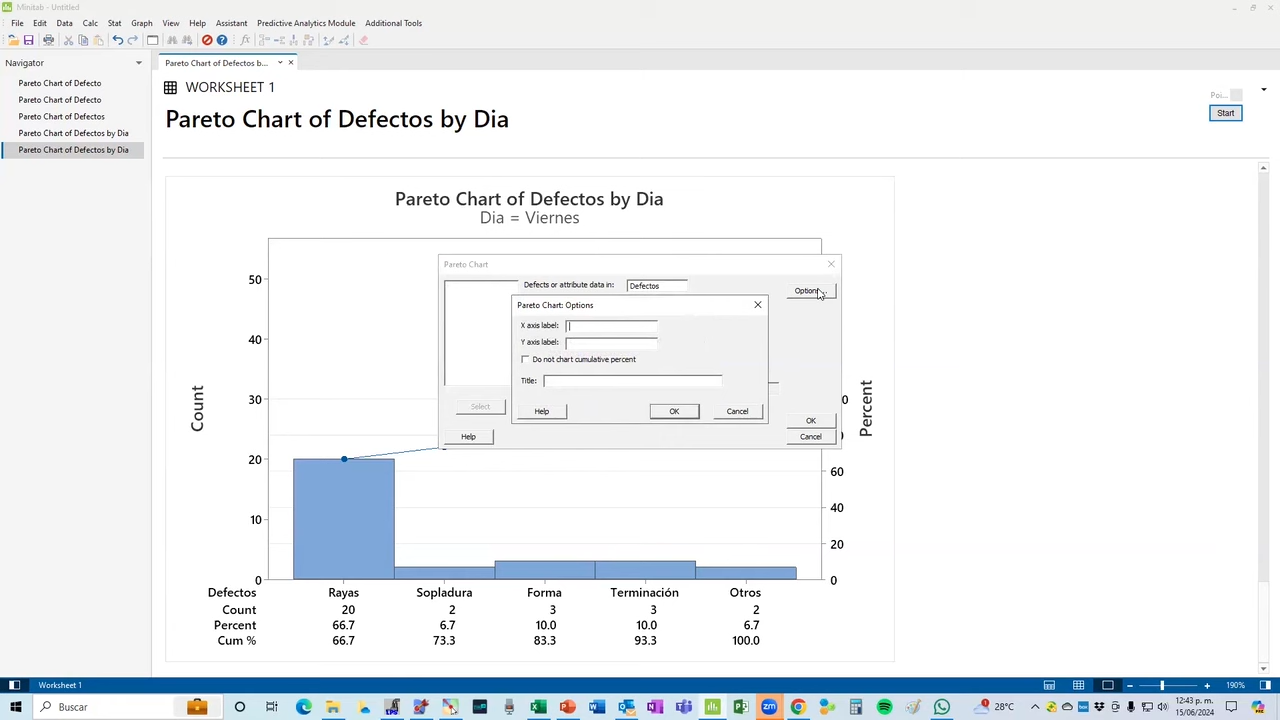 Minitab - Untitled
File Edit Data Calc Stat Graph View Help Assistant Predictive Analytics Module Additional Tools
Navigator
Pareto Chart of Defectos b...
Pareto Chart of Defecto
Pareto Chart of Defecto
Pareto Chart of Defectos
Pareto Chart of Defectos by Dia
Pareto Chart of Defectos by Dia
WORKSHEET 1
Poi...
Start
Pareto Chart of Defectos by Dia
Pareto Chart of Defectos by Dia
Dia = Viernes
Pareto Chart
Defects or attribute data in: Defectos
Options...
Pareto Chart: Options
X axis label:
Y axis label:
Do not chart cumulative percent
Title:
Help OK Cancel
Select
OK
Help
Cancel
Count
50
40
30
20
10
0
Percent
60
40
20
0
Defectos Rayas Sopladura Forma Terminación Otros
Count 20 2 3 3 2
Percent 66.7 6.7 10.0 10.0 6.7
Cum % 66.7 73.3 83.3 93.3 100.0
Worksheet 1
190%
Buscar
28°C
12:43 p. m.
15/06/2024